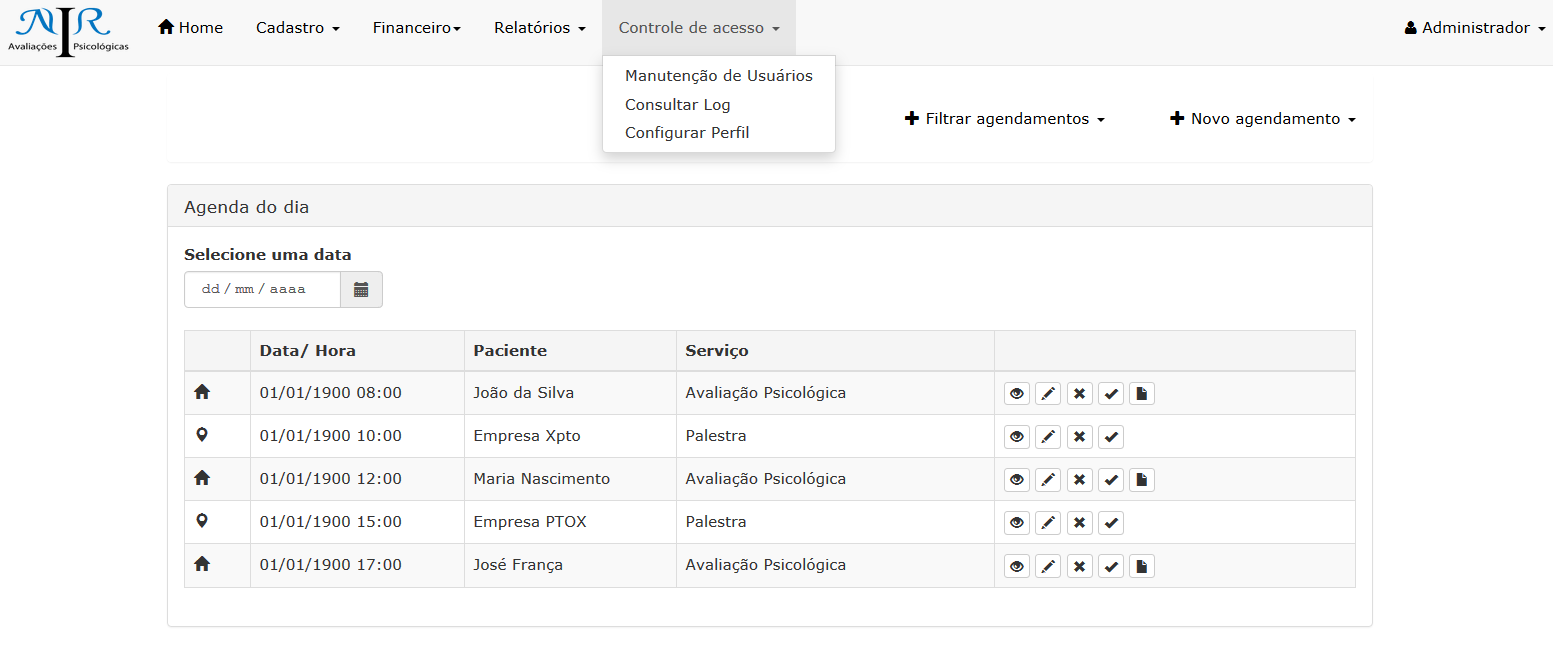 NIR
Avaliações Psicológicas
Home Cadastro Financeiro Relatórios Controle de acesso Administrador
Manutenção de Usuários
Consultar Log
Configurar Perfil
Filtrar agendamentos Novo agendamento
Agenda do dia
Selecione uma data
dd / mm / aaaa
Data/ Hora Paciente Serviço
01/01/1900 08:00 João da Silva Avaliação Psicológica
01/01/1900 10:00 Empresa Xpto Palestra
01/01/1900 12:00 Maria Nascimento Avaliação Psicológica
01/01/1900 15:00 Empresa PTOX Palestra
01/01/1900 17:00 José França Avaliação Psicológica